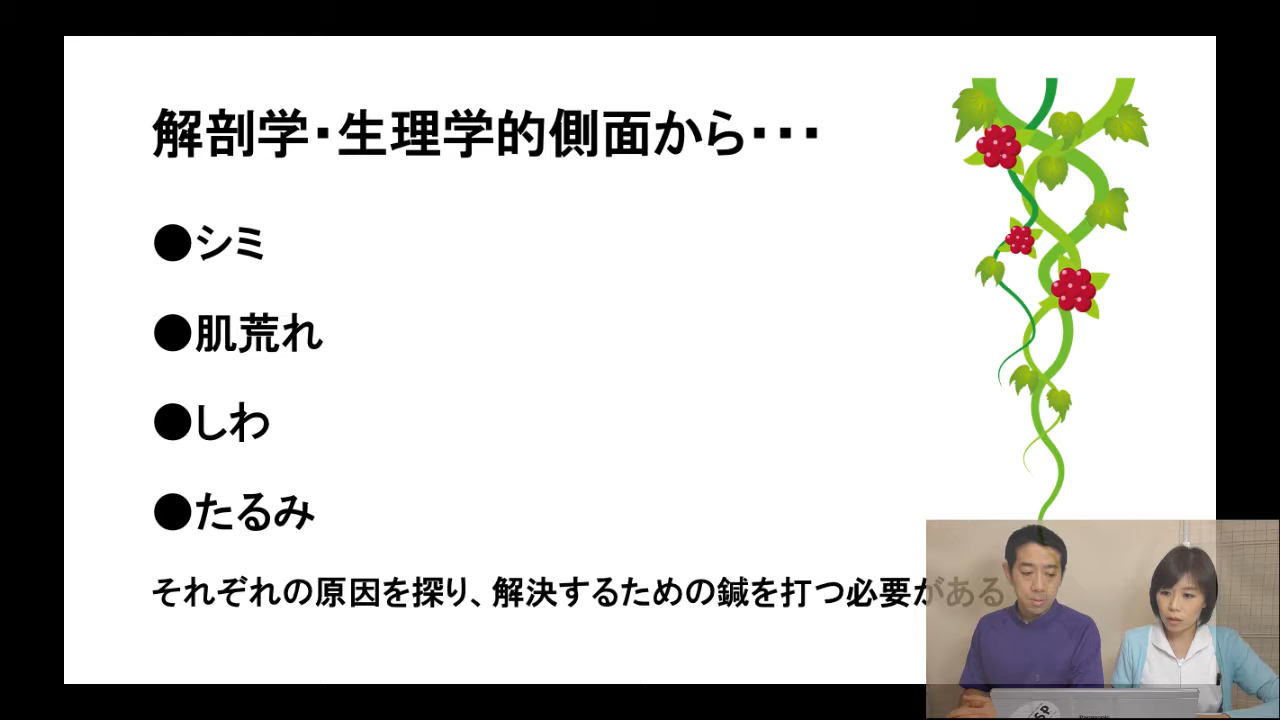 解剖学・生理学的側面から・・・
●シミ
●肌荒れ
●しわ
●たるみ
それぞれの原因を探り、解決するための鍼を打つ必要がある